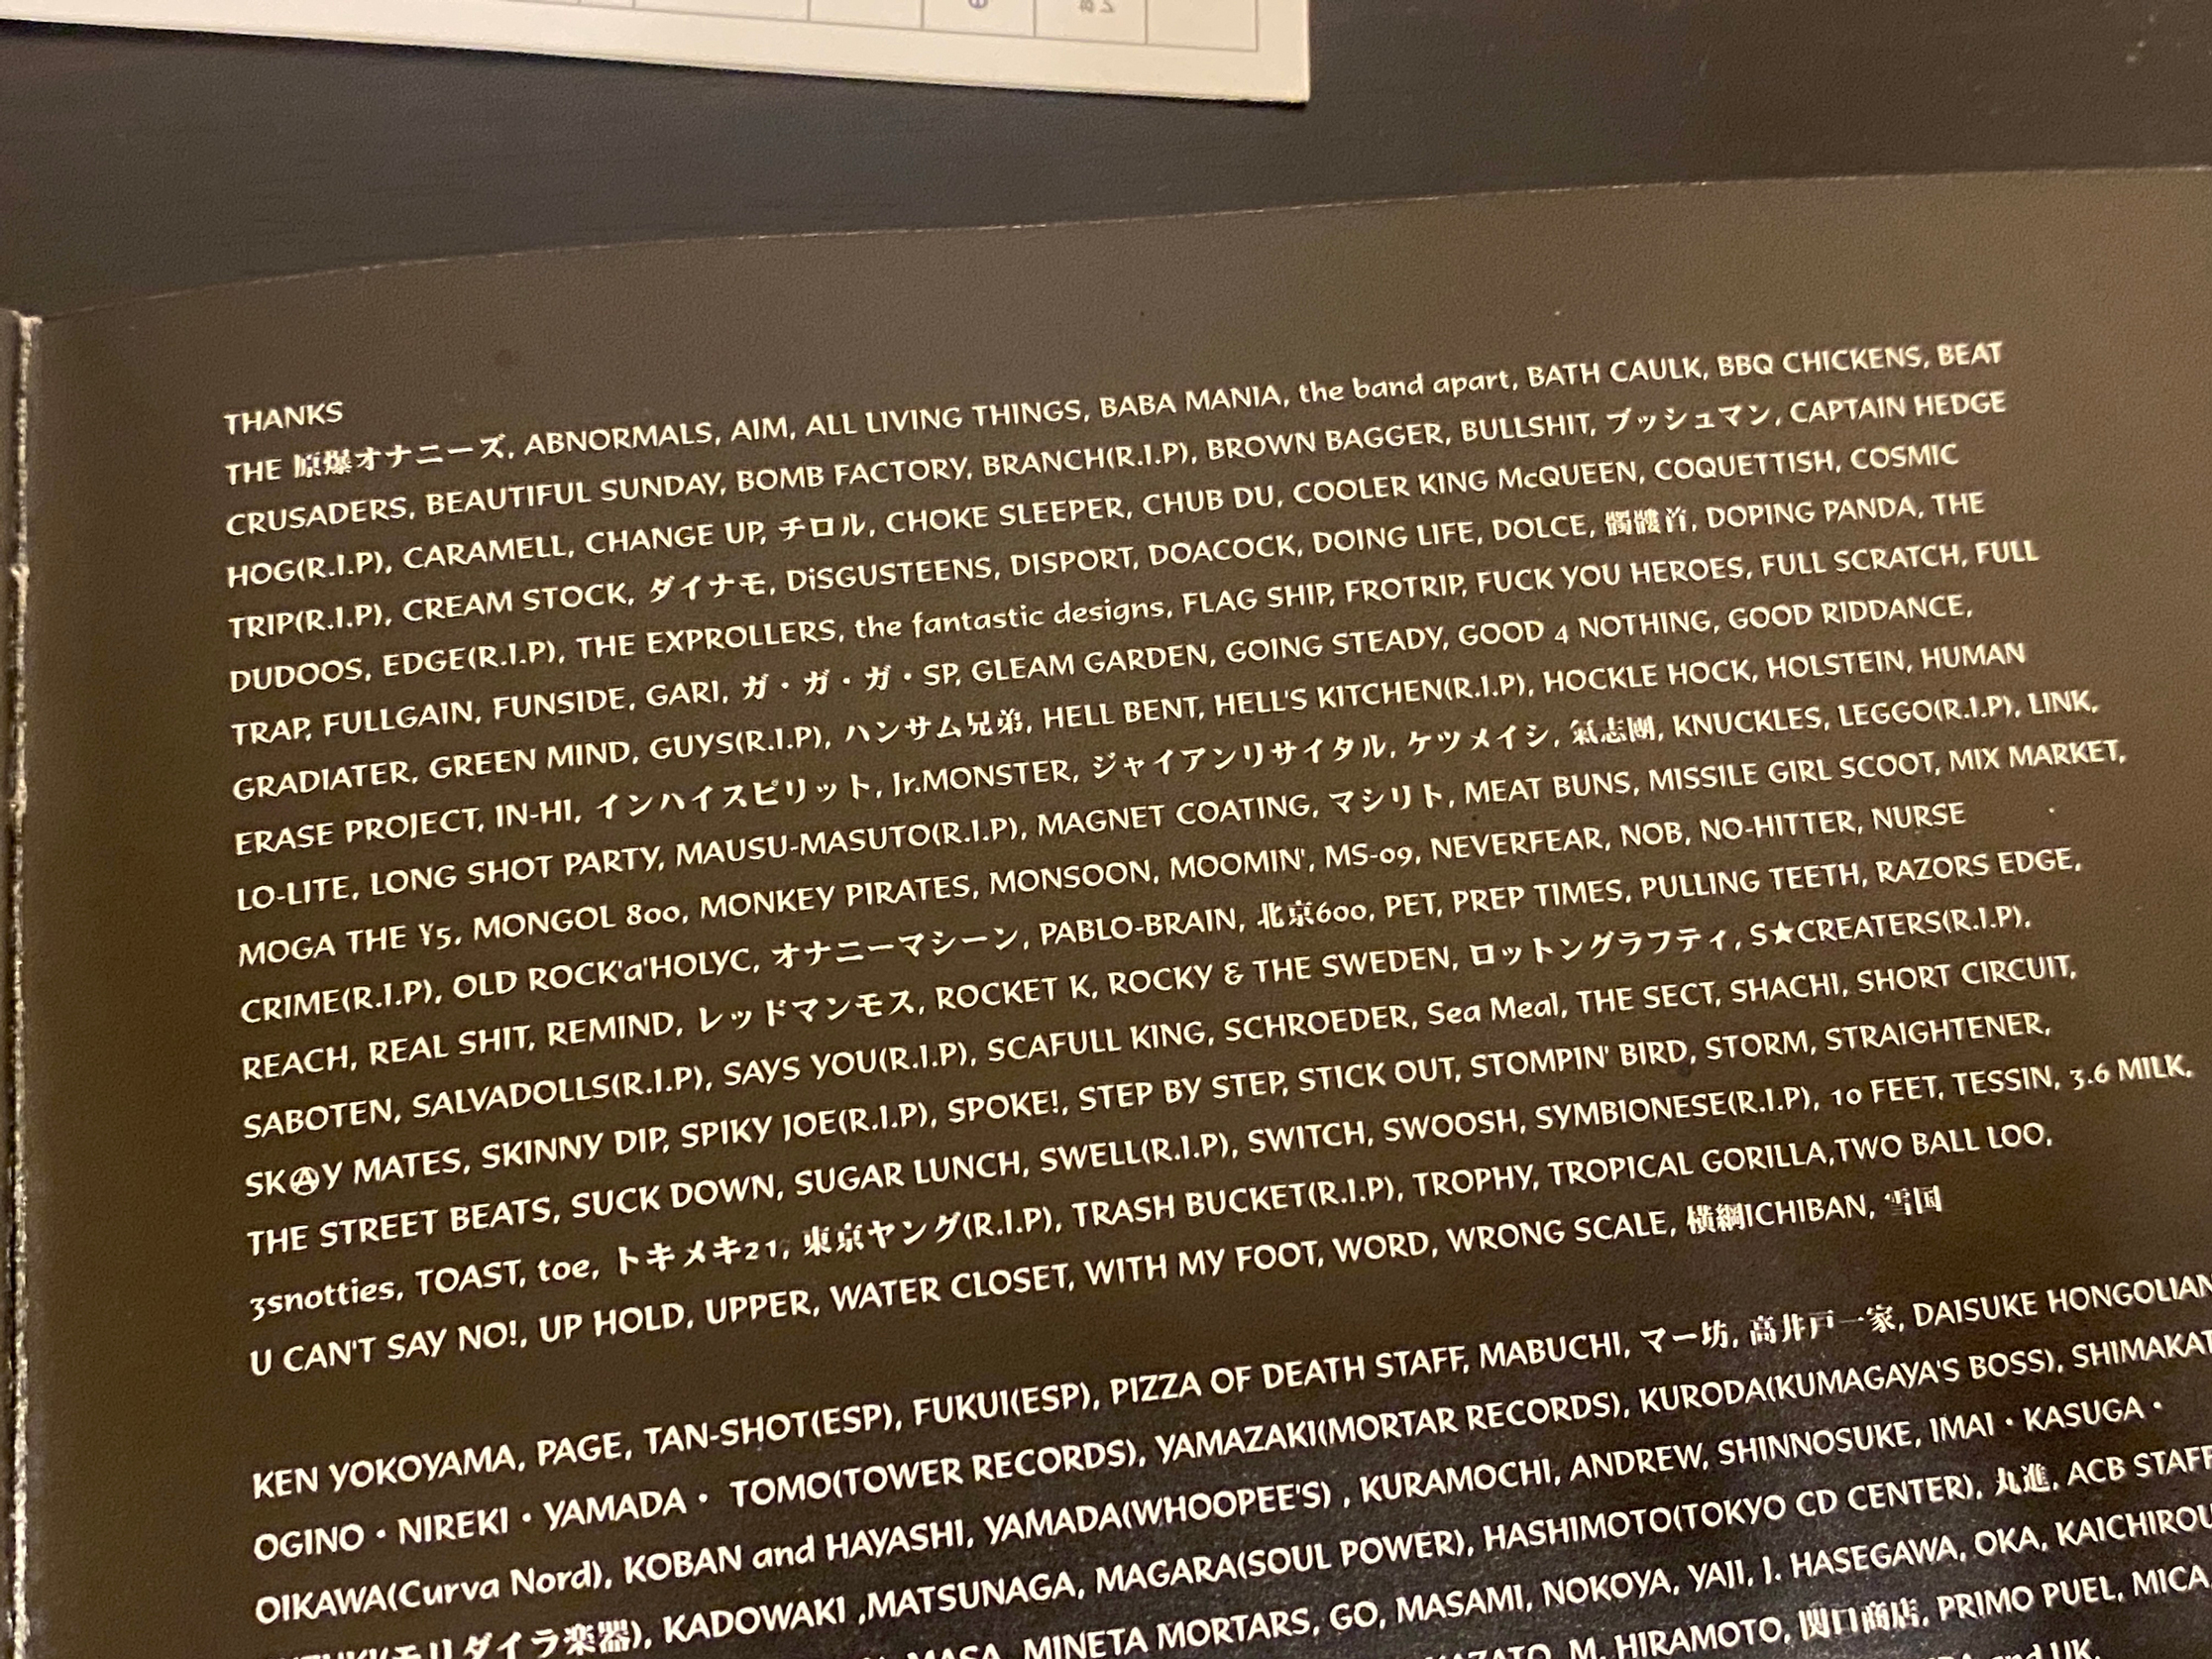 THANKS
THE 原爆オナニーズ, ABNORMALS, AIM, ALL LIVING THINGS, BABA MANIA, the band apart, BATH CAULK, BBQ CHICKENS, BEAT
CRUSADERS, BEAUTIFUL SUNDAY, BOMB FACTORY, BRANCH(R.I.P), BROWN BAGGER, BULLSHIT, ブッシュマン, CAPTAIN HEDGE
HOG(R.I.P), CARAMELL, CHANGE UP, チロル, CHOKE SLEEPER, CHUB DU, COOLER KING McQUEEN, COQUETTISH, COSMIC
TRIP(R.I.P), CREAM STOCK, ダイナモ, DiSGUSTEENS, DISPORT, DOACOCK, DOING LIFE, DOLCE, 髑髏首, DOPING PANDA, THE
DUDOOS, EDGE(R.I.P), THE EXPROLLERS, the fantastic designs, FLAG SHIP, FROTRIP, FUCK YOU HEROES, FULL SCRATCH, FULL
TRAP, FULLGAIN, FUNSIDE, GARI, ガ・ガ・ガ・SP, GLEAM GARDEN, GOING STEADY, GOOD 4 NOTHING, GOOD RIDDANCE,
GRADIATER, GREEN MIND, GUYS(R.I.P), ハンサム兄弟, HELL BENT, HELL'S KITCHEN(R.I.P), HOCKLE HOCK, HOLSTEIN, HUMAN
ERASE PROJECT, IN-HI, インハイスピリット, Jr.MONSTER, ジャイアンリサイタル, ケツメイシ, 氣志團, KNUCKLES, LEGGO(R.I.P), LINK,
LO-LITE, LONG SHOT PARTY, MAUSU-MASUTO(R.I.P), MAGNET COATING, マシリト, MEAT BUNS, MISSILE GIRL SCOOT, MIX MARKET,
MOGA THE ¥5, MONGOL 800, MONKEY PIRATES, MONSOON, MOOMIN', MS-09, NEVERFEAR, NOB, NO-HITTER, NURSE
CRIME(R.I.P), OLD ROCK'a'HOLYC, オナニーマシーン, PABLO-BRAIN, 北京600, PET, PREP TIMES, PULLING TEETH, RAZORS EDGE,
REACH, REAL SHIT, REMIND, レッドマンモス, ROCKET K, ROCKY & THE SWEDEN, ロットングラフティ, S★CREATERS(R.I.P),
SABOTEN, SALVADOLLS(R.I.P), SAYS YOU(R.I.P), SCAFULL KING, SCHROEDER, Sea Meal, THE SECT, SHACHI, SHORT CIRCUIT,
SKⒶY MATES, SKINNY DIP, SPIKY JOE(R.I.P), SPOKE!, STEP BY STEP, STICK OUT, STOMPIN' BIRD, STORM, STRAIGHTENER,
THE STREET BEATS, SUCK DOWN, SUGAR LUNCH, SWELL(R.I.P), SWITCH, SWOOSH, SYMBIONESE(R.I.P), 10 FEET, TESSIN, 3.6 MILK,
3snotties, TOAST, toe, トキメキ21, 東京ヤング(R.I.P), TRASH BUCKET(R.I.P), TROPHY, TROPICAL GORILLA,TWO BALL LOO,
U CAN'T SAY NO!, UP HOLD, UPPER, WATER CLOSET, WITH MY FOOT, WORD, WRONG SCALE, 横綱ICHIBAN, 雪国
KEN YOKOYAMA, PAGE, TAN-SHOT(ESP), FUKUI(ESP), PIZZA OF DEATH STAFF, MABUCHI, マー坊, 高井戸一家, DAISUKE HONGOLIAN
OGINO・NIREKI・YAMADA・ TOMO(TOWER RECORDS), YAMAZAKI(MORTAR RECORDS), KURODA(KUMAGAYA'S BOSS), SHIMAKAT
OIKAWA(Curva Nord), KOBAN and HAYASHI, YAMADA(WHOOPEE'S) , KURAMOCHI, ANDREW, SHINNOSUKE, IMAI・KASUGA・
モリダイラ楽器), KADOWAKI ,MATSUNAGA, MAGARA(SOUL POWER), HASHIMOTO(TOKYO CD CENTER), 丸進, ACB STAFF
MASA, MINETA MORTARS, GO, MASAMI, NOKOYA, YAJI, J. HASEGAWA, OKA, KAICHIROU
M. HIRAMOTO, 関口商店, PRIMO PUEL, MICA
and UK,